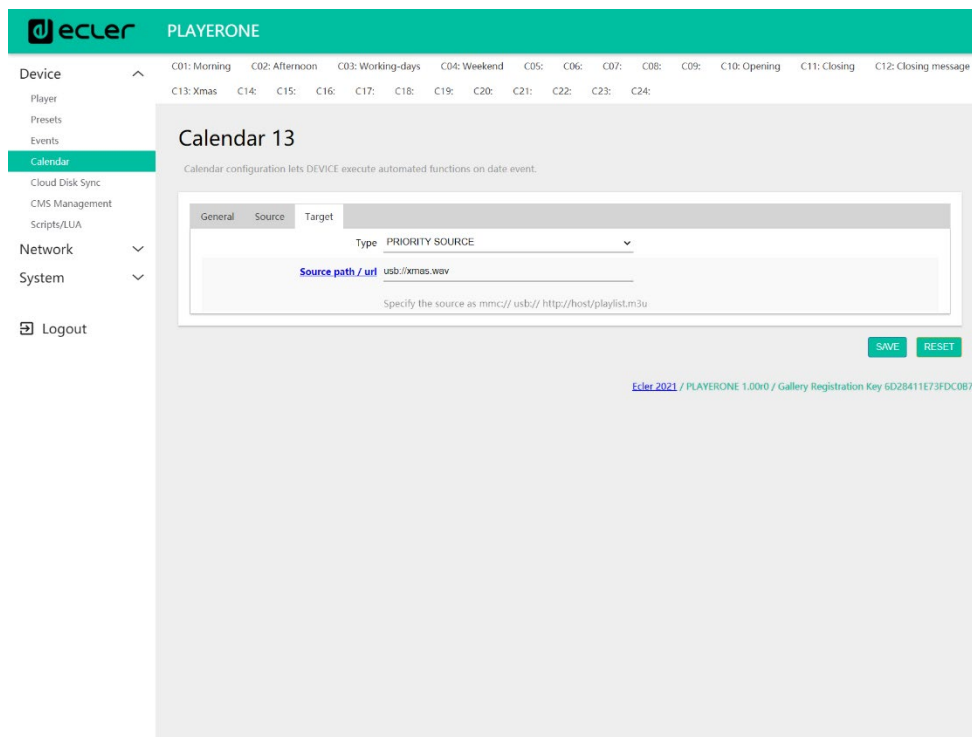 ecler
PLAYERONE
Device
Player
Presets
Events
Calendar
Cloud Disk Sync
CMS Management
Scripts/LUA
Network
System
Logout
C01: Morning C02: Afternoon C03: Working-days C04: Weekend C05: C06: C07: C08: C09: C10: Opening C11: Closing C12: Closing message
C13: Xmas C14: C15: C16: C17: C18: C19: C20: C21: C22: C23: C24:
Calendar 13
Calendar configuration lets DEVICE execute automated functions on date event.
General Source Target
Type PRIORITY SOURCE
Source path / url usb://xmas.wav
Specify the source as mmc:// usb:// http://host/playlist.m3u
SAVE RESET
Ecler 2021 / PLAYERONE 1.00r0 / Gallery Registration Key 6D28411E73FDC0B7